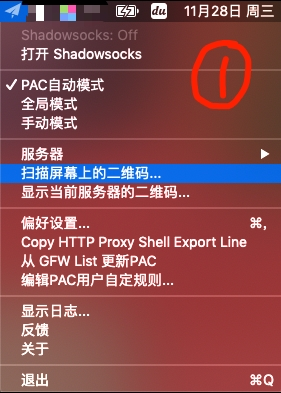 du 11月28日 周三
Shadowsocks: Off
打开 Shadowsocks
PAC自动模式
全局模式
手动模式
服务器
扫描屏幕上的二维码...
显示当前服务器的二维码...
偏好设置... ⌘,
Copy HTTP Proxy Shell Export Line
从 GFW List 更新PAC
编辑PAC用户自定规则...
显示日志...
反馈
关于
退出 ⌘Q
1